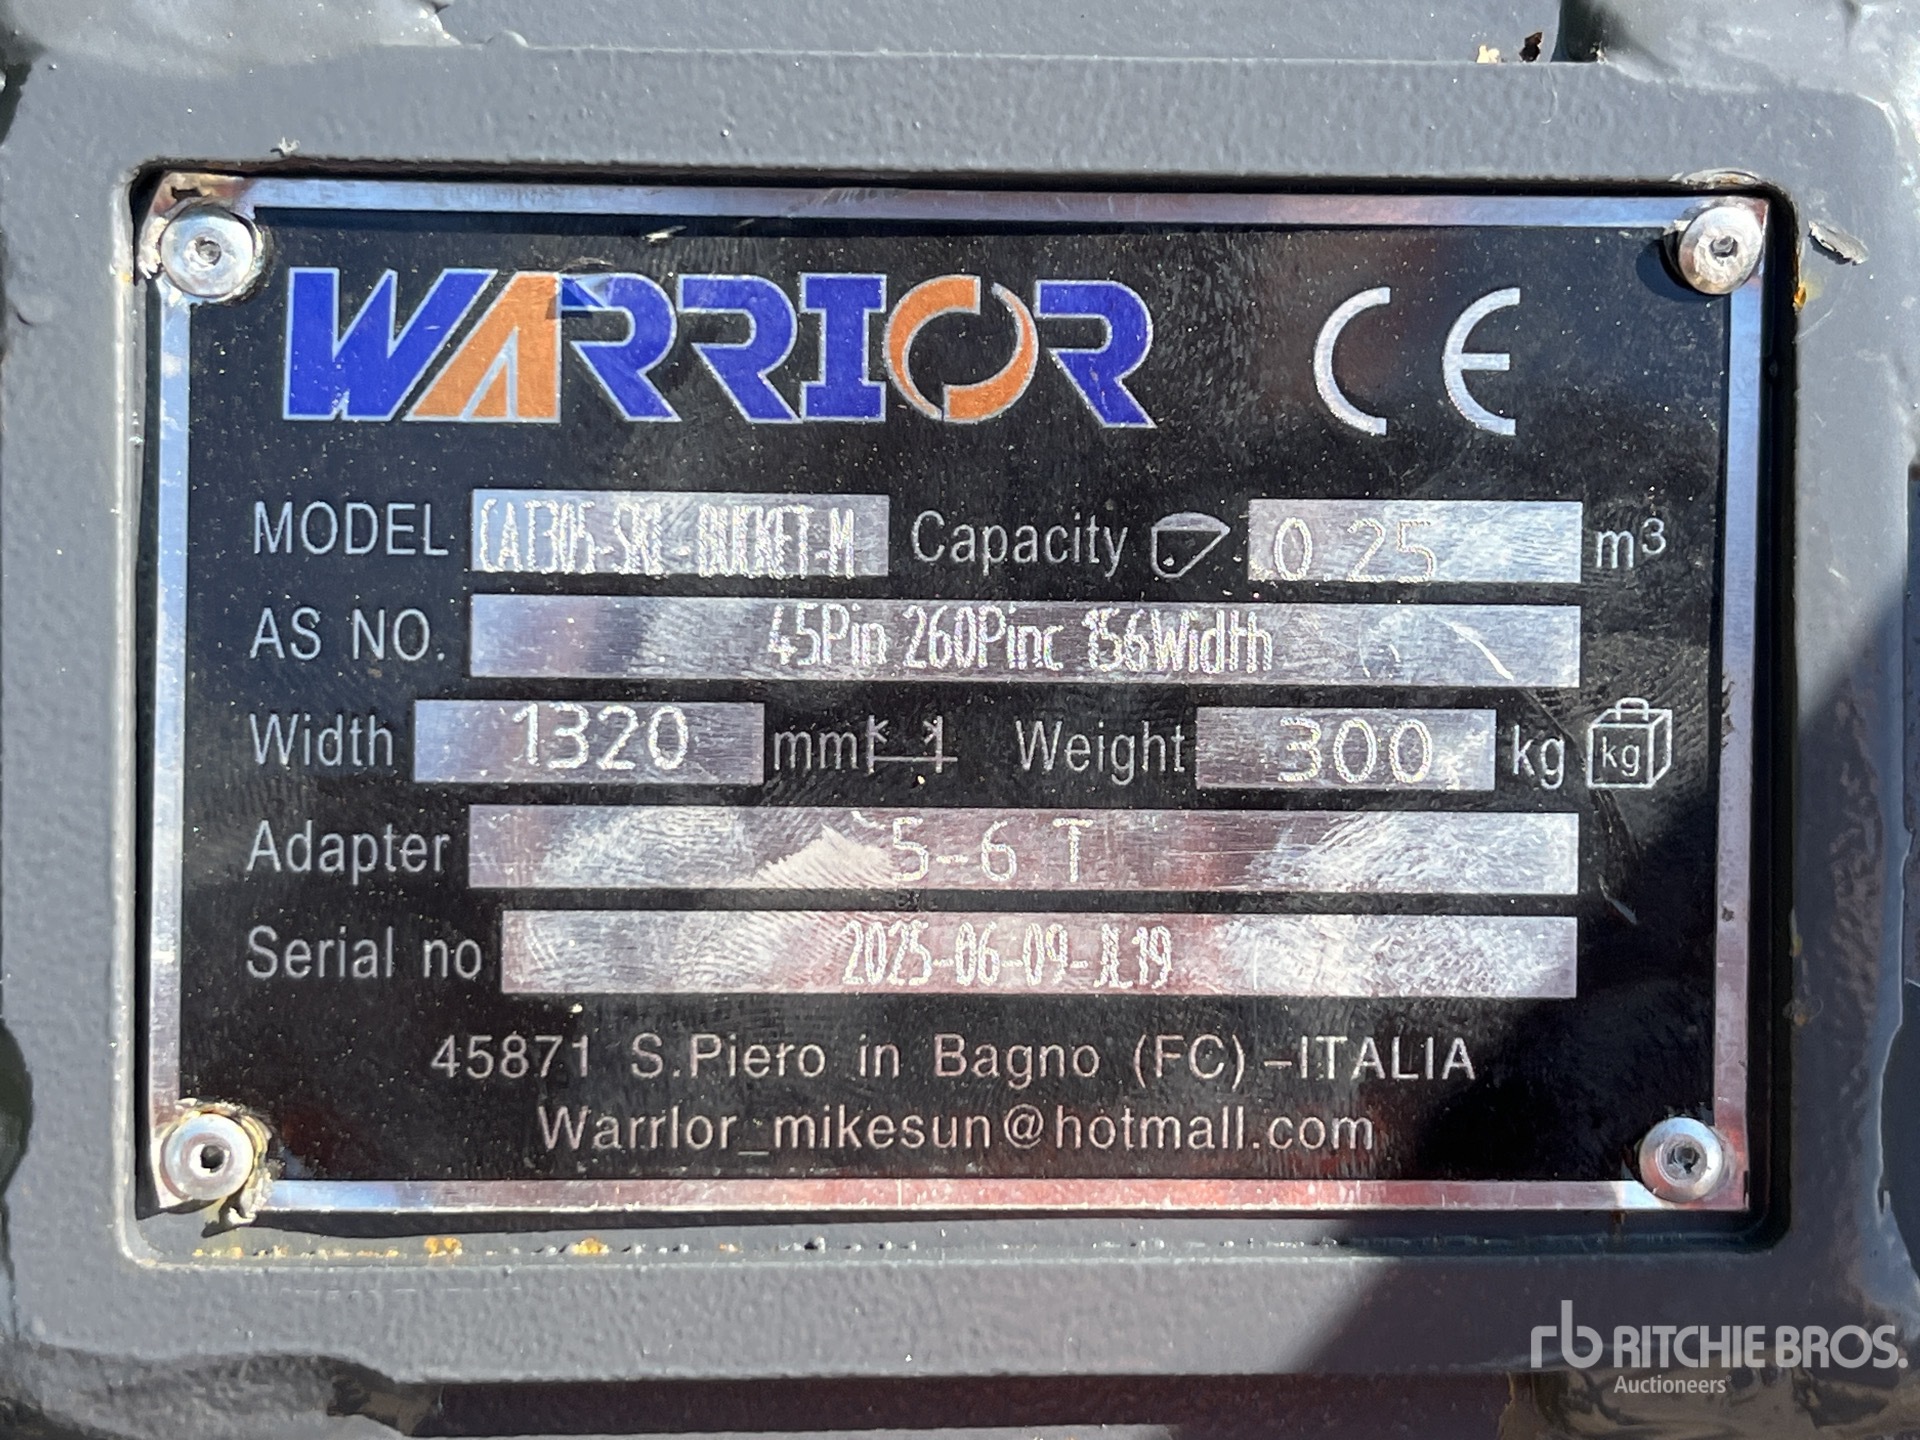 WARRIOR CE
MODEL CAT305-SKL-BUCKET-M Capacity 0.25 m³
AS NO. 45Pin 260Pinc 156Width
Width 1320 mm Weight 300 kg kg
Adapter 5-6 T
Serial no 2025-06-09-JL19
45871 S.Piero in Bagno (FC) -ITALIA
Warrlor_mikesun@hotmall.com
rb RITCHIE BROS.
Auctioneers